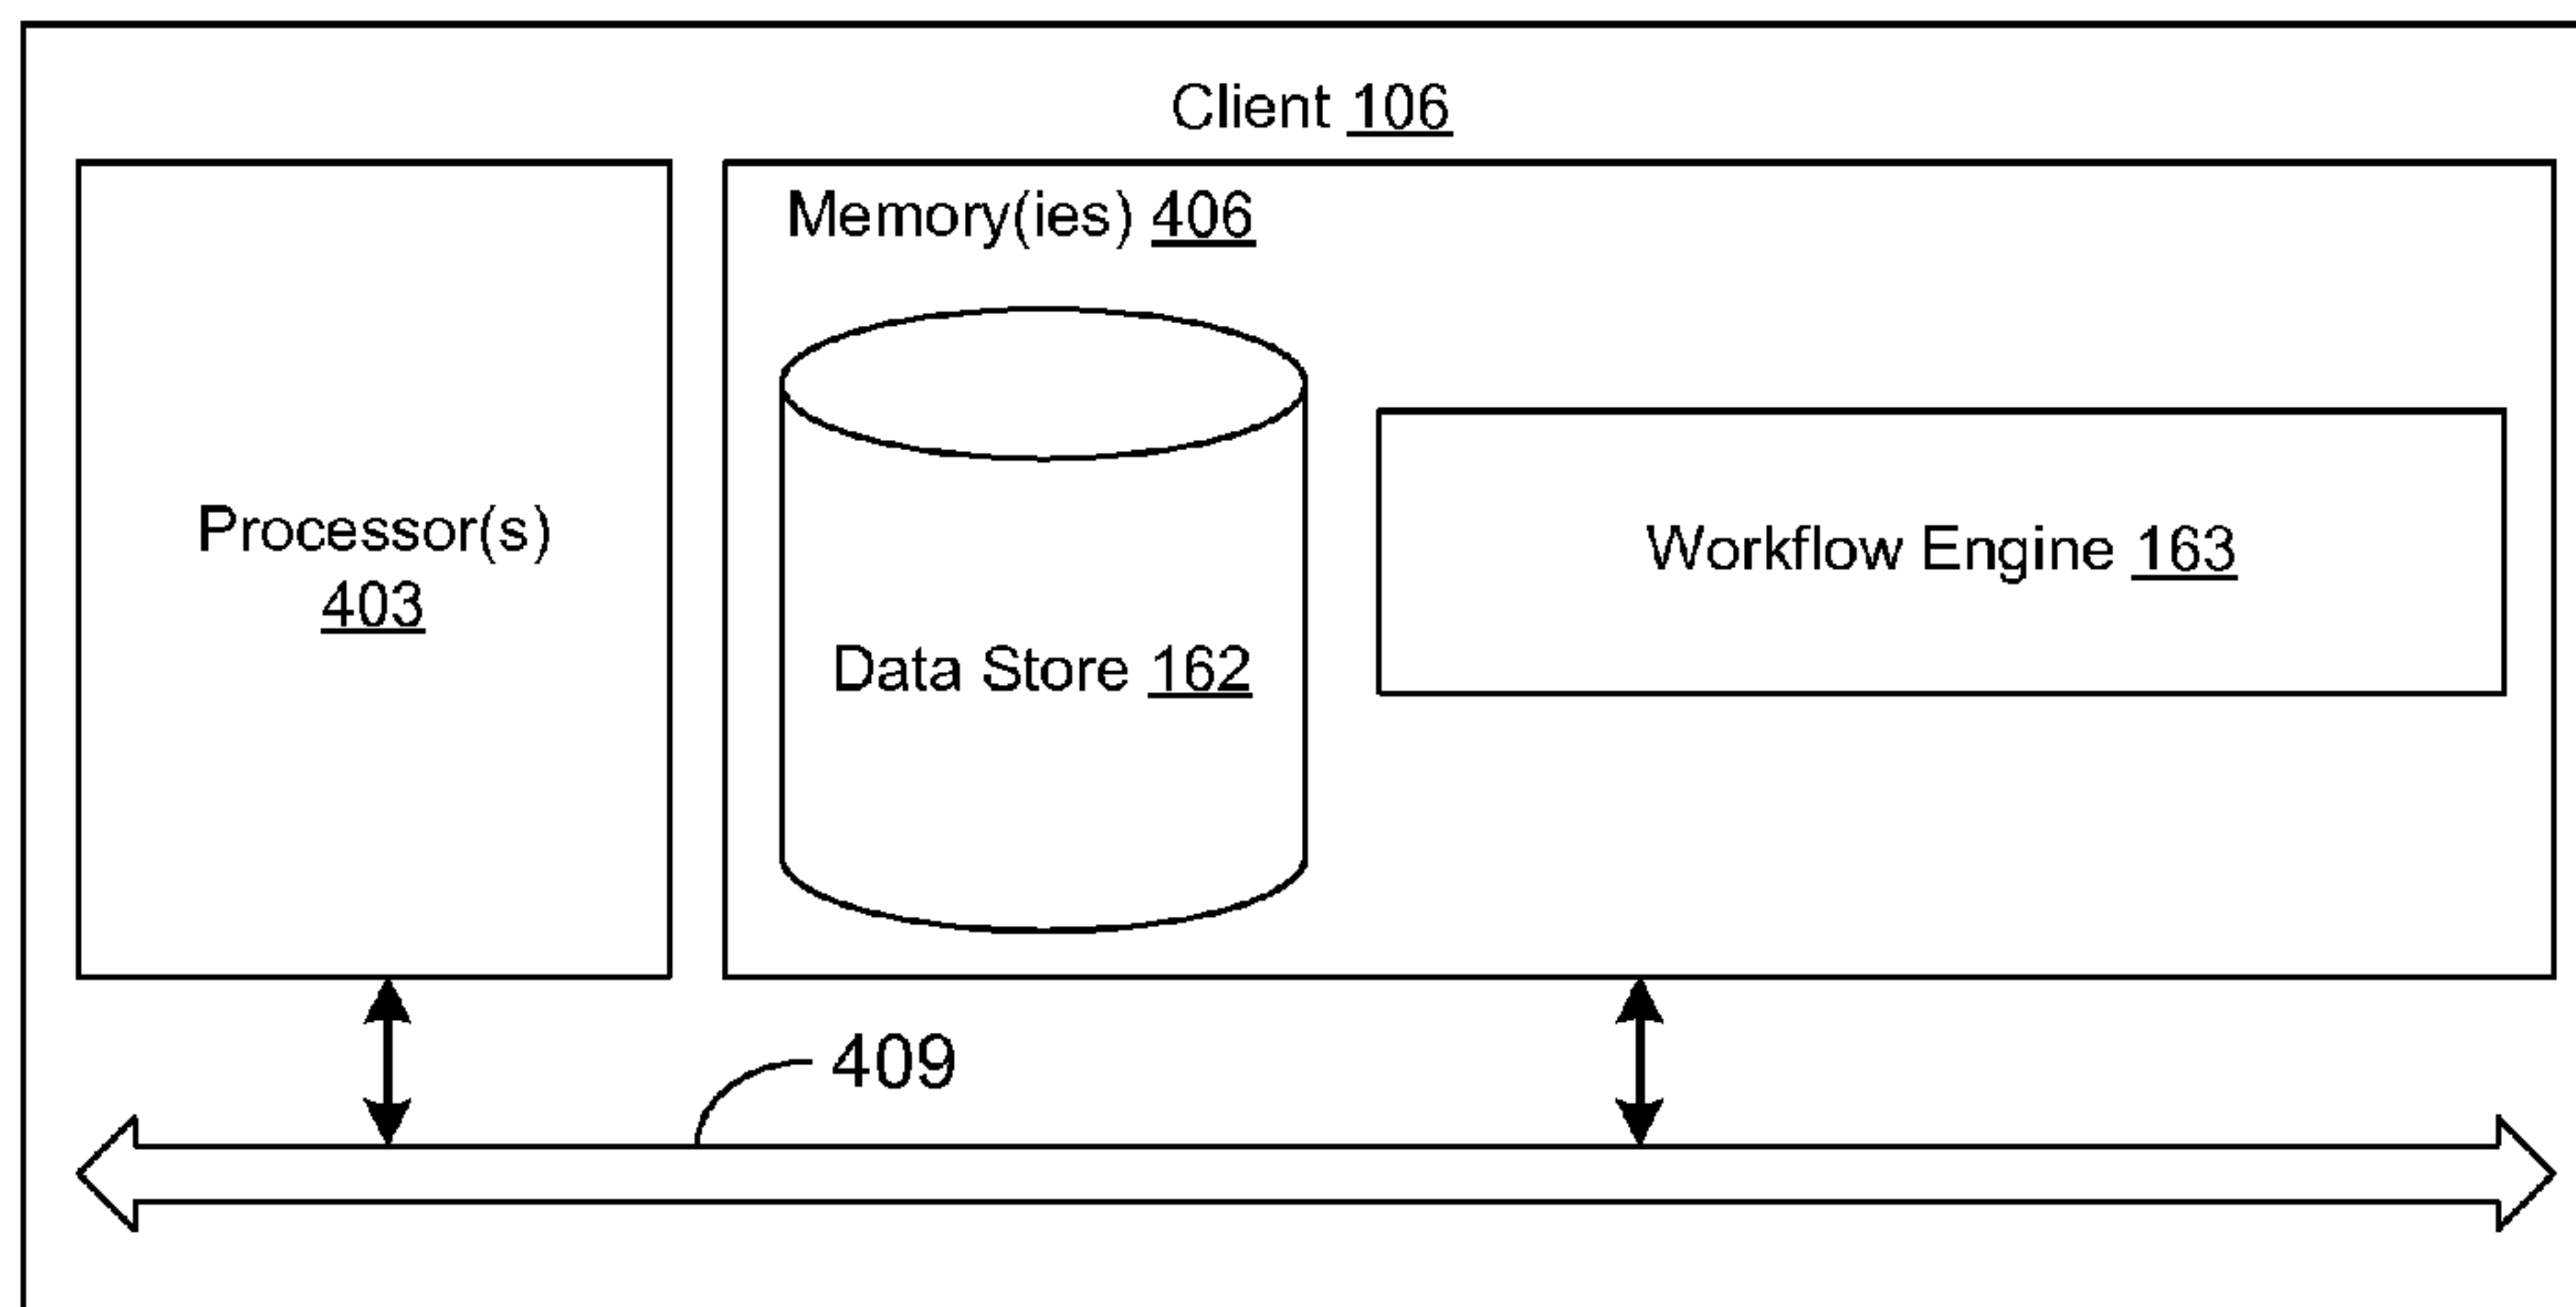 Client 106
Memory(ies) 406
Processor(s)
403
Workflow Engine 163
Data Store 162
409